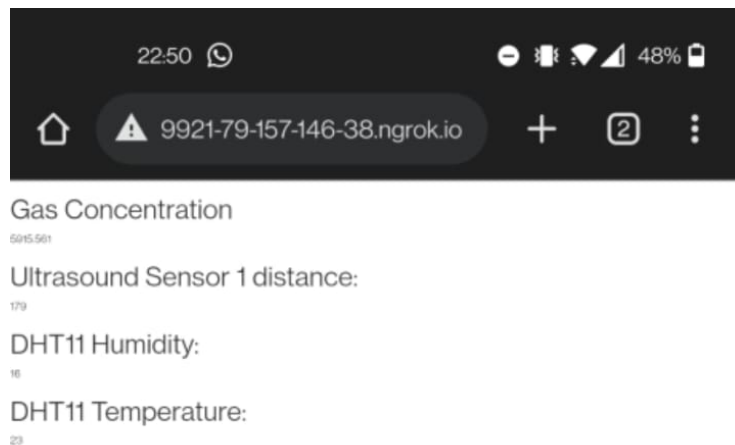 22:50
48%
9921-79-157-146-38.ngrok.io
2
Gas Concentration
5915.561
Ultrasound Sensor 1 distance:
179
DHT11 Humidity:
16
DHT11 Temperature:
23